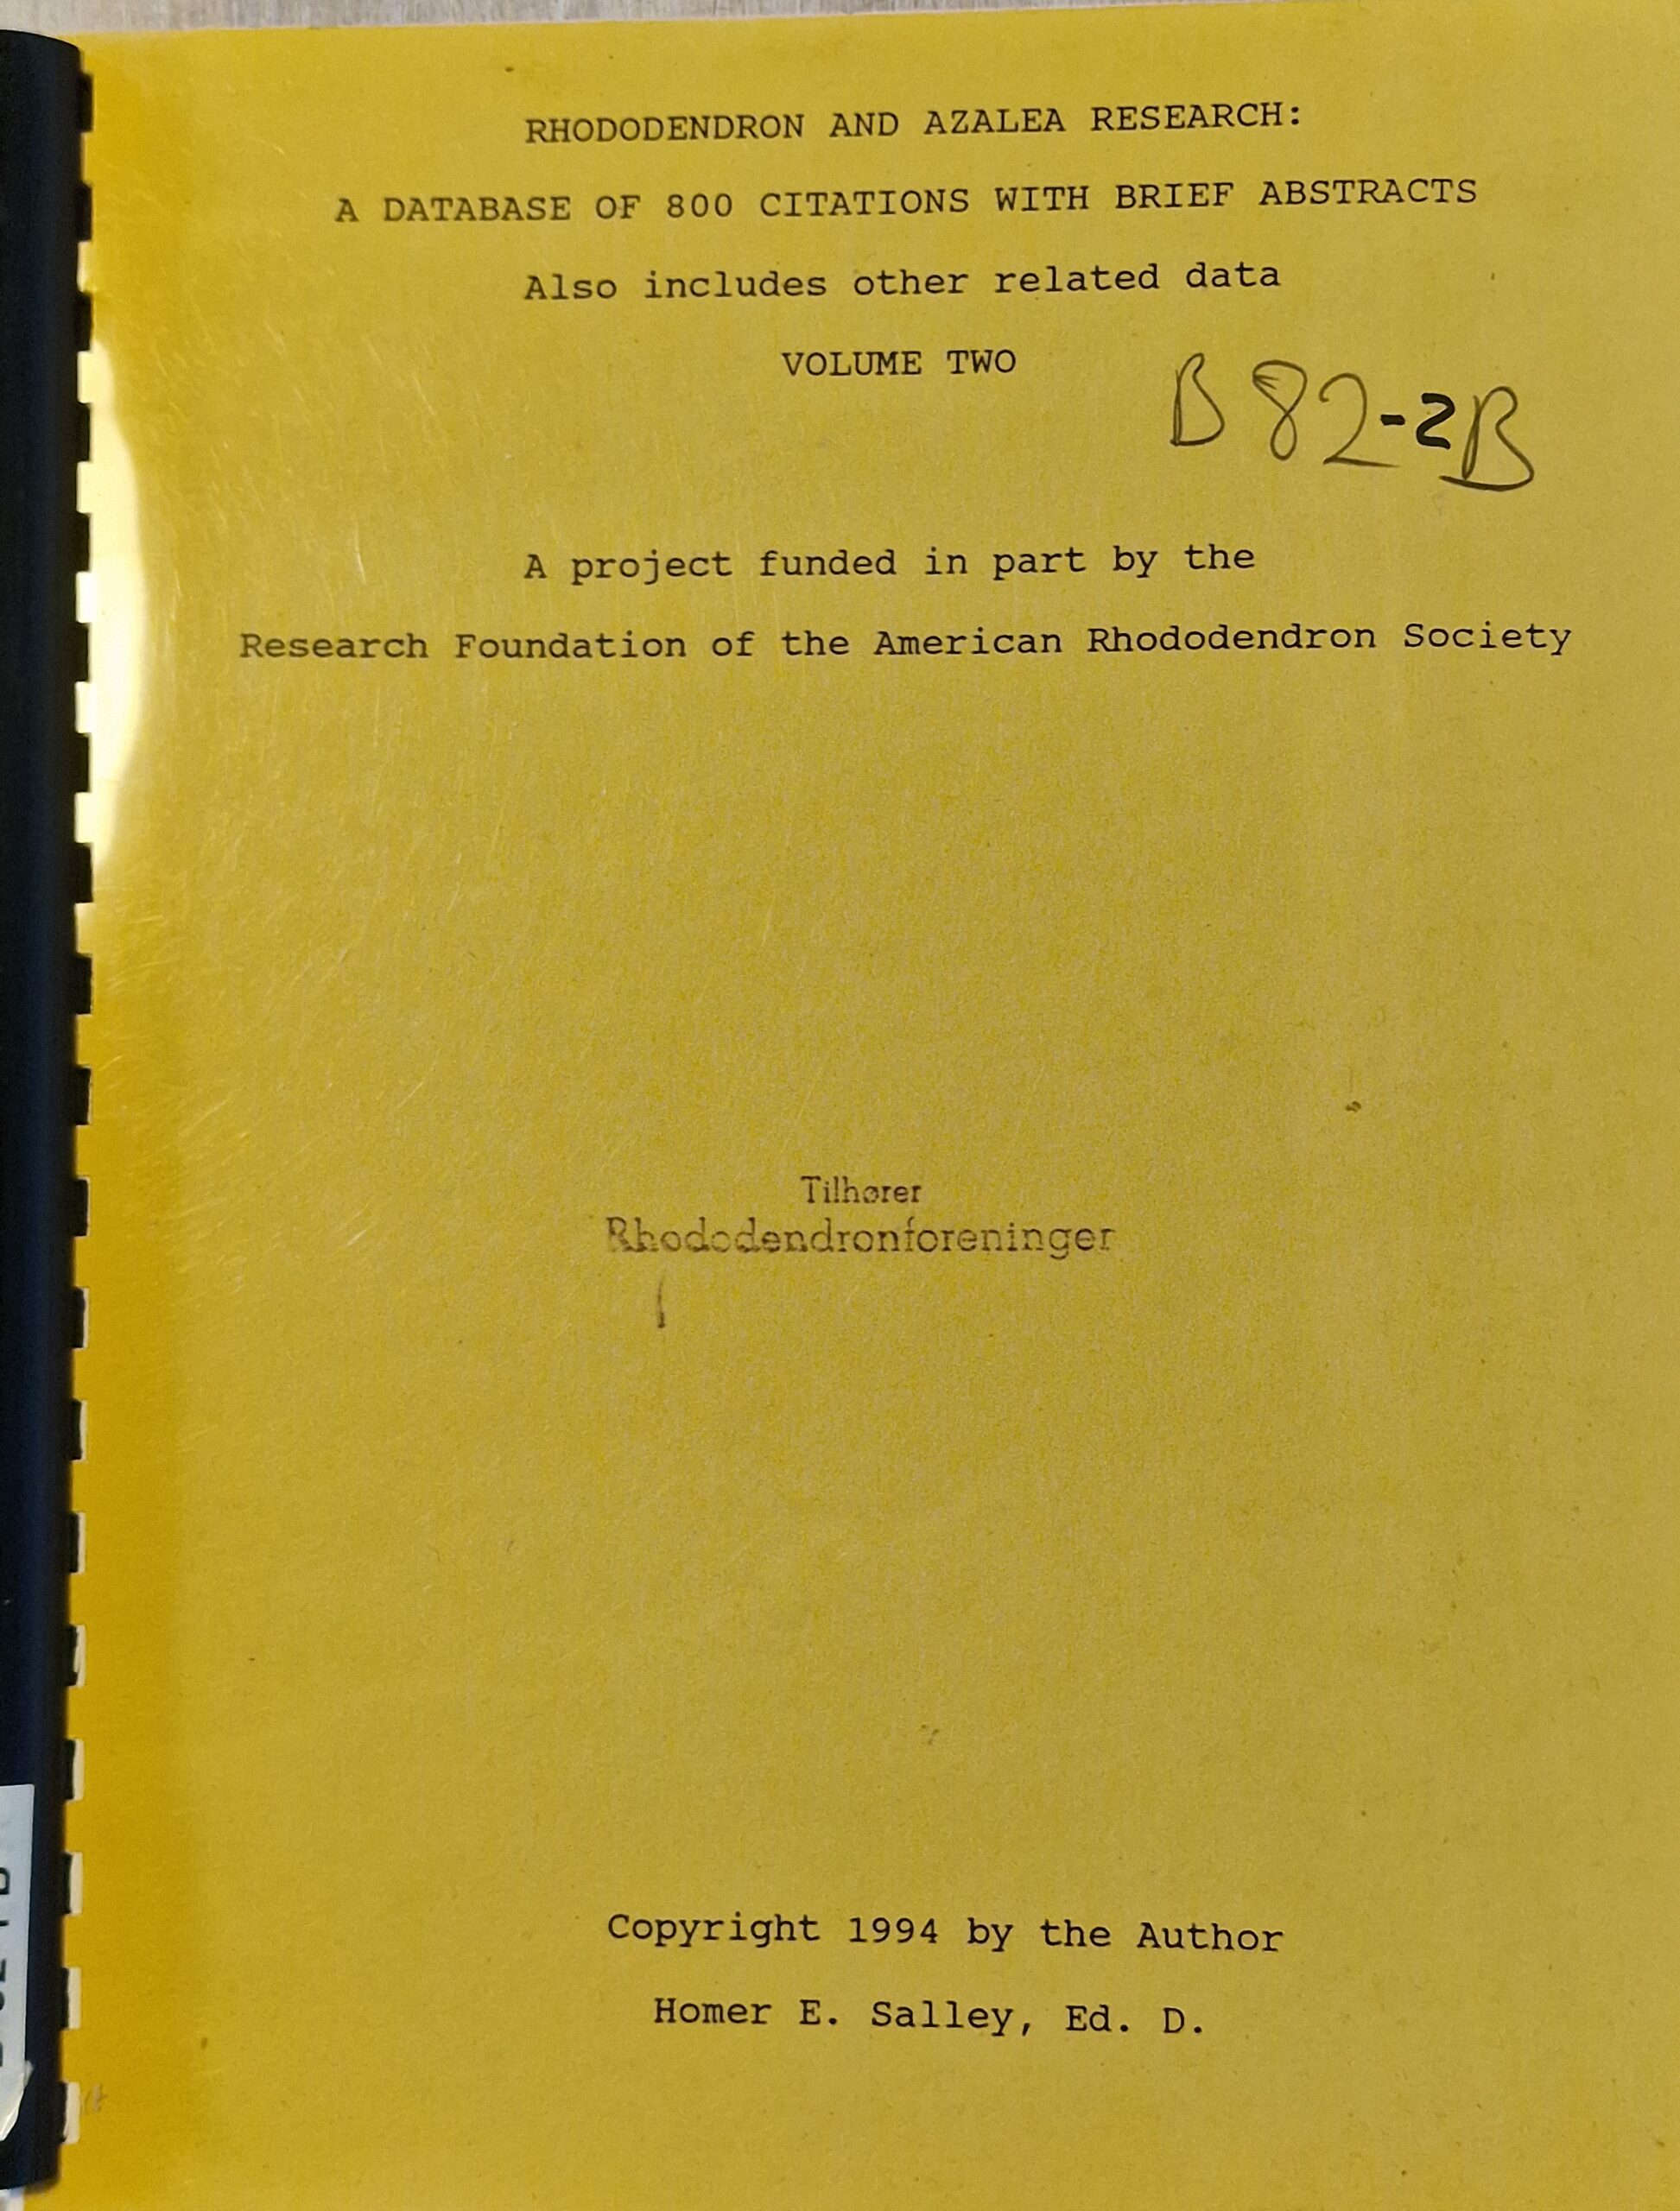 RHODODENDRON AND AZALEA RESEARCH:
A DATABASE OF 800 CITATIONS WITH BRIEF ABSTRACTS
Also includes other related data
VOLUME TWO
B 82-2B
A project funded in part by the
Research Foundation of the American Rhododendron Society
Tilhører
Rhododendronforeninger
Copyright 1994 by the Author
Homer E. Salley, Ed. D.